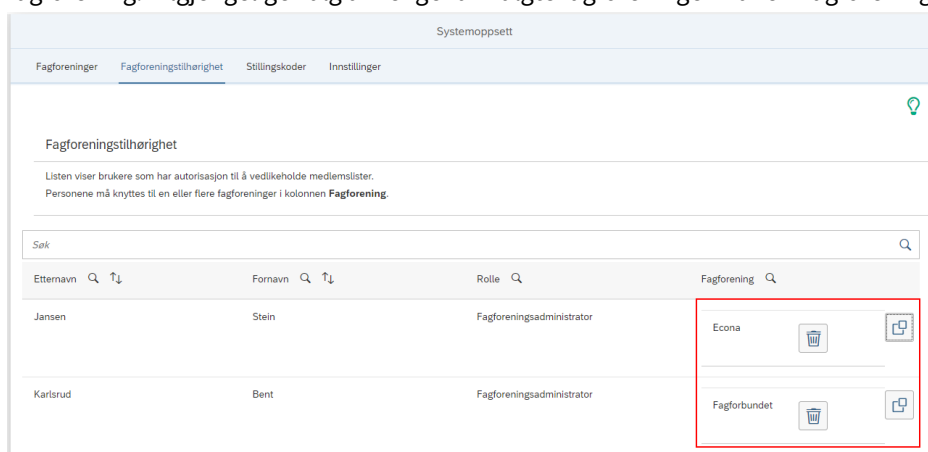 Systemoppsett
Fagforeninger Fagforeningstilhørighet Stillingskoder Innstillinger
Fagforeningstilhørighet
Listen viser brukere som har autorisasjon til å vedlikeholde medlemslister.
Personene må knyttes til en eller flere fagforeninger i kolonnen Fagforening.
Søk
Etternavn Fornavn Rolle Fagforening
Jansen Stein Fagforeningsadministrator Econa
Karlsrud Bent Fagforeningsadministrator Fagforbundet